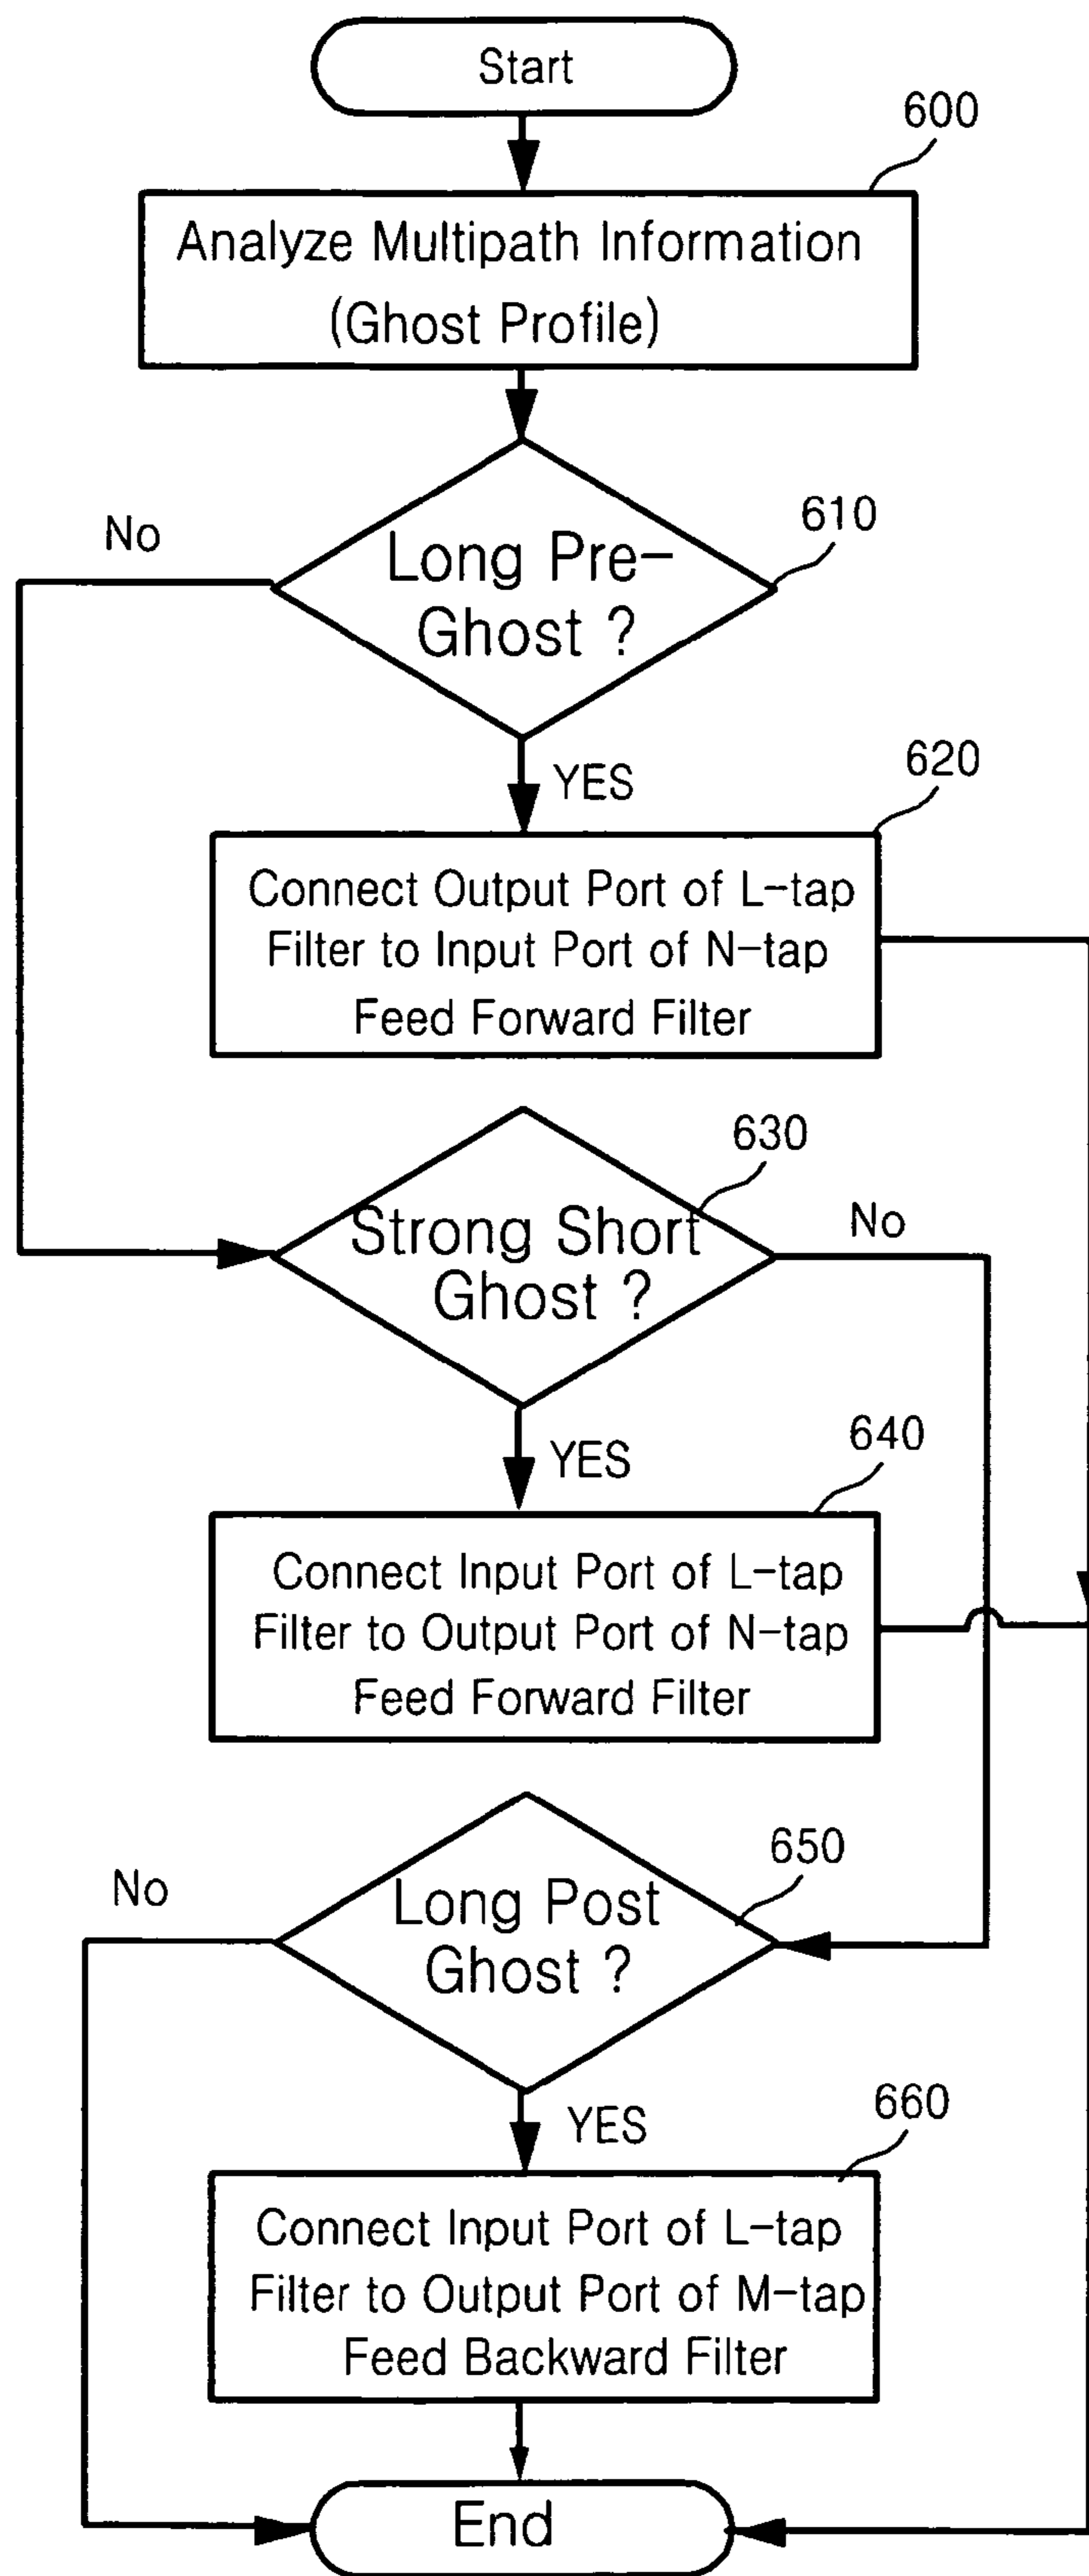 Start
600
Analyze Multipath Information
(Ghost Profile)
No
610
Long Pre-
Ghost ?
YES
620
Connect Output Port of L-tap
Filter to Input Port of N-tap
Feed Forward Filter
630
Strong Short
Ghost ?
No
YES
640
Connect Input Port of L-tap
Filter to Output Port of N-tap
Feed Forward Filter
650
No
Long Post
Ghost ?
YES
660
Connect Input Port of L-tap
Filter to Output Port of M-tap
Feed Backward Filter
End